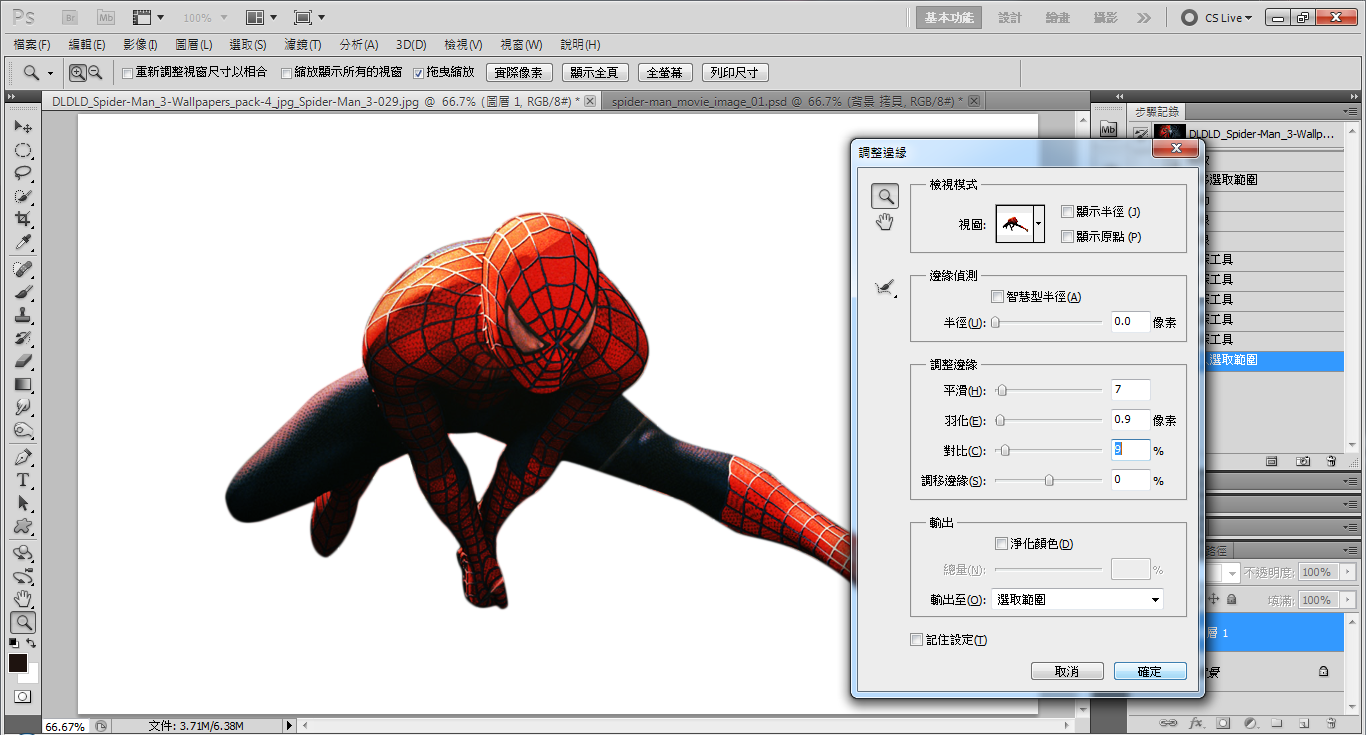 Ps Br Mb 100% 基本功能 設計 繪畫 攝影 CS Live
檔案(F) 編輯(E) 影像(I) 圖層(L) 選取(S) 濾鏡(T) 分析(A) 3D(D) 檢視(V) 視窗(W) 說明(H)
重新調整視窗尺寸以相合 縮放顯示所有的視窗 拖曳縮放 實際像素 顯示全頁 全螢幕 列印尺寸
DLDLD_Spider-Man_3-Wallpapers_pack-4_jpg_Spider-Man_3-029.jpg @ 66.7% (圖層 1, RGB/8#) *
spider-man_movie_image_01.psd @ 66.7% (背景 拷貝, RGB/8#) *
Mb
步驟記錄
DLDLD_Spider-Man_3-Wallp...
選取範圍
工具
工具
工具
工具
工具
選取範圍
調整邊緣
檢視模式
視圖:
顯示半徑 (J)
顯示原點 (P)
邊緣偵測
智慧型半徑(A)
半徑(U): 0.0 像素
調整邊緣
平滑(H): 7
羽化(E): 0.9 像素
對比(C): 9 %
調移邊緣(S): 0 %
輸出
淨化顏色(D)
總量(N): %
輸出至(O): 選取範圍
記住設定(T)
取消 確定
路徑
不透明度: 100%
填滿: 100%
層 1
景
fx
T
66.67% 文件: 3.71M/6.38M